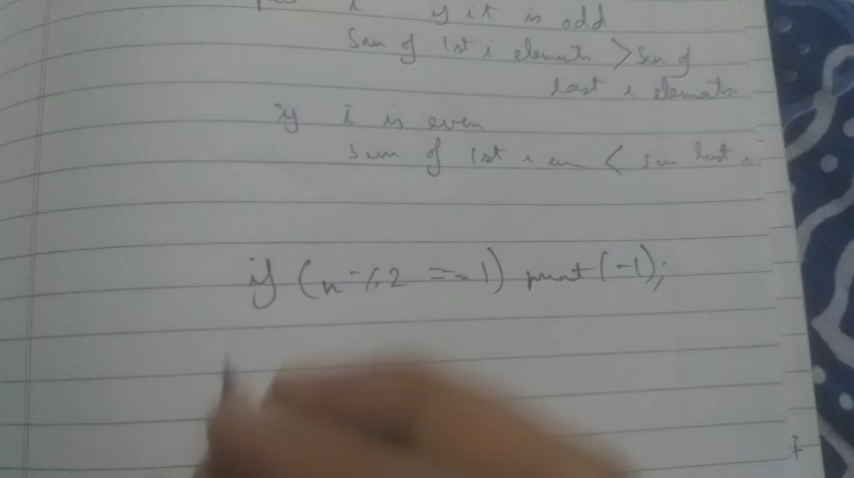 i if it is odd
Sum of 1st i elements > Sum of
last i elements
if i is even
sum of 1st i < sum last i
if (n % 2 == 1) print(-1);